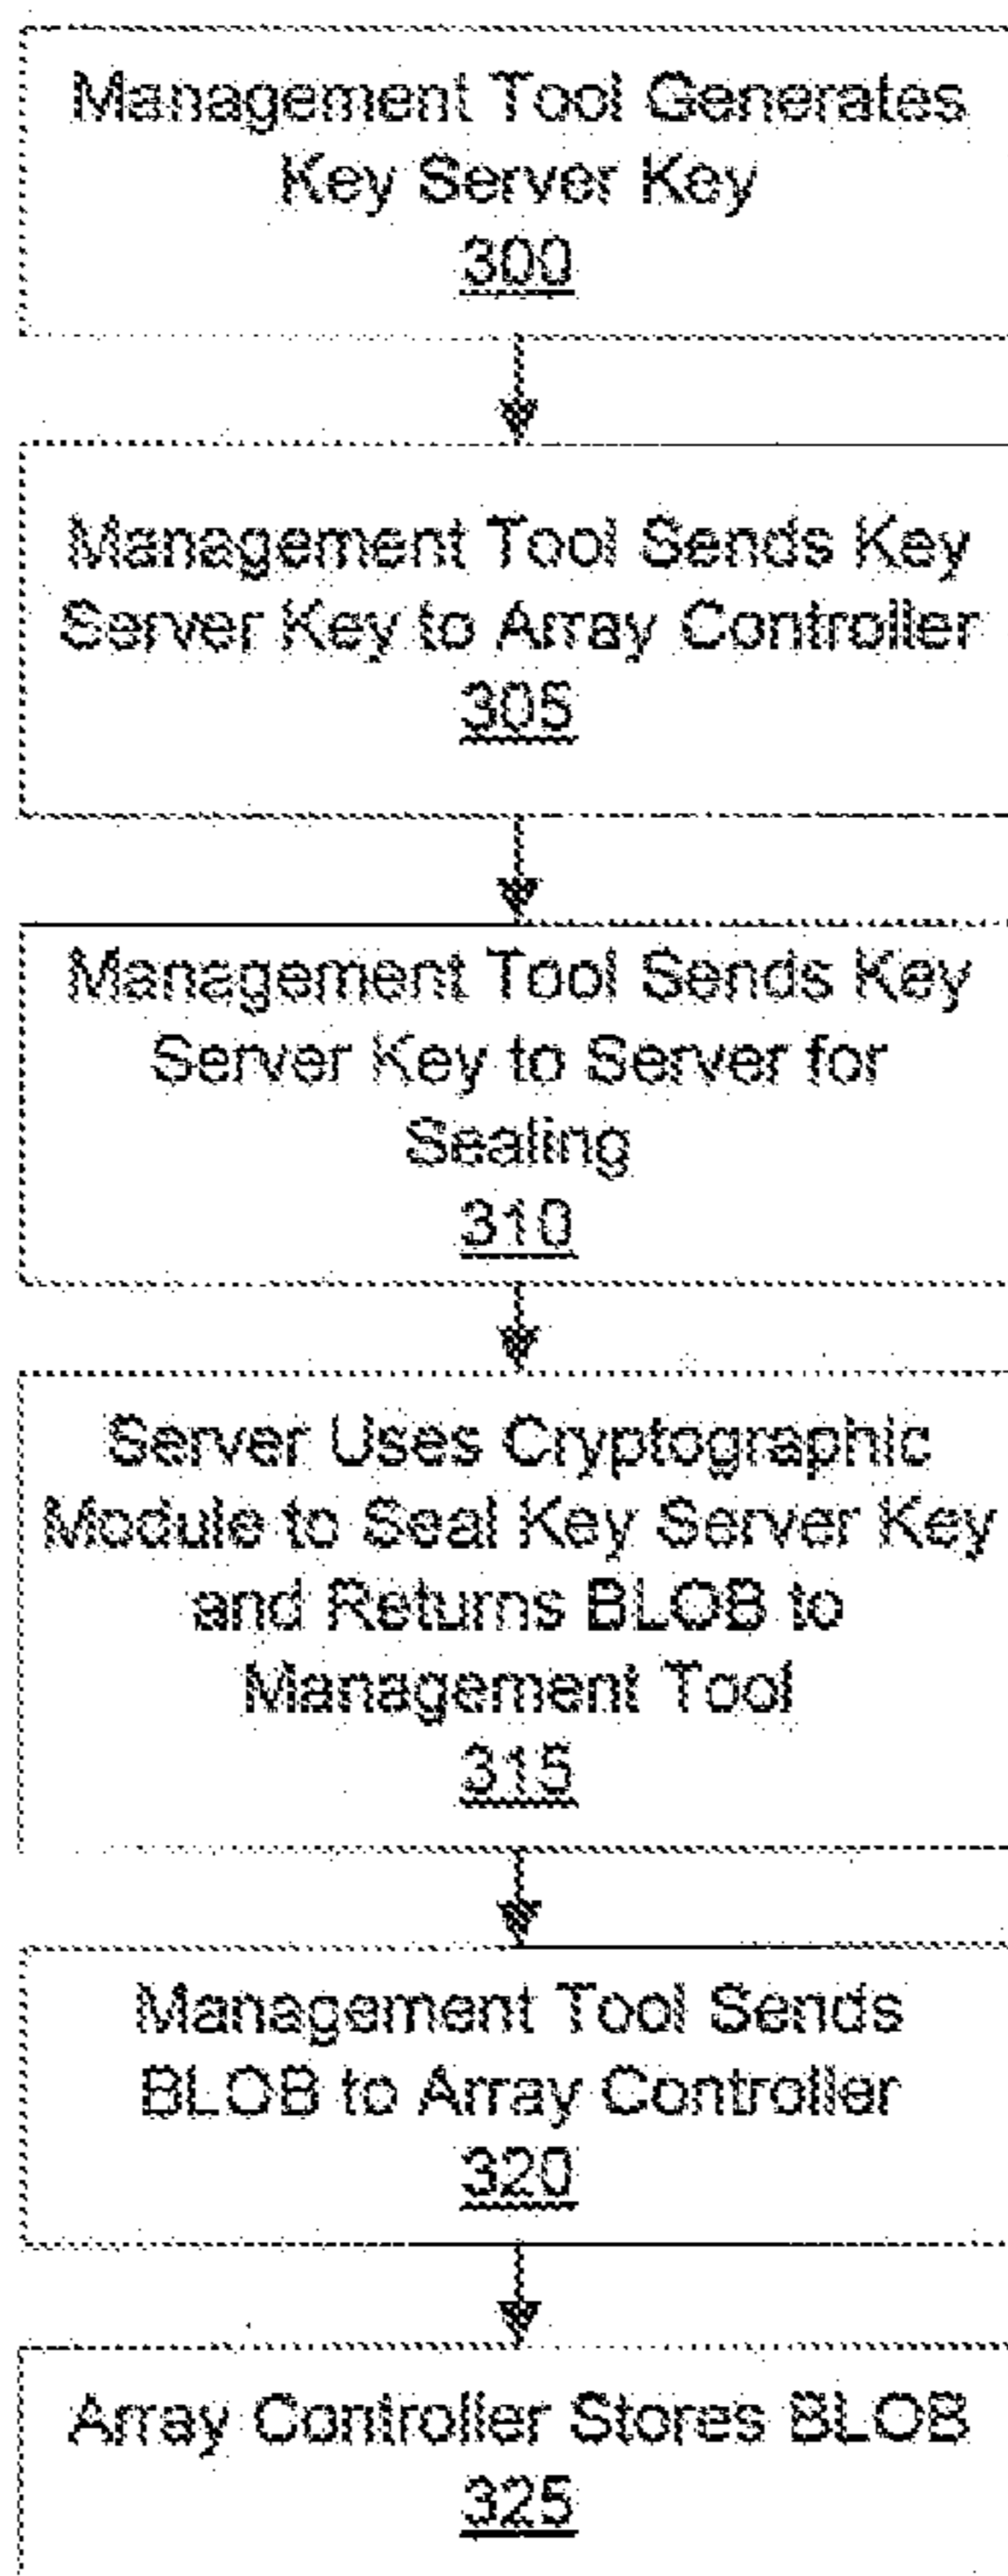 Management Tool Generates
Key Server Key
300
Management Tool Sends Key
Server Key to Array Controller
305
Management Tool Sends Key
Server Key to Server for
Sealing
310
Server Uses Cryptographic
Module to Seal Key Server Key
and Returns BLOB to
Management Tool
315
Management Tool Sends
BLOB to Array Controller
320
Array Controller Stores BLOB
325